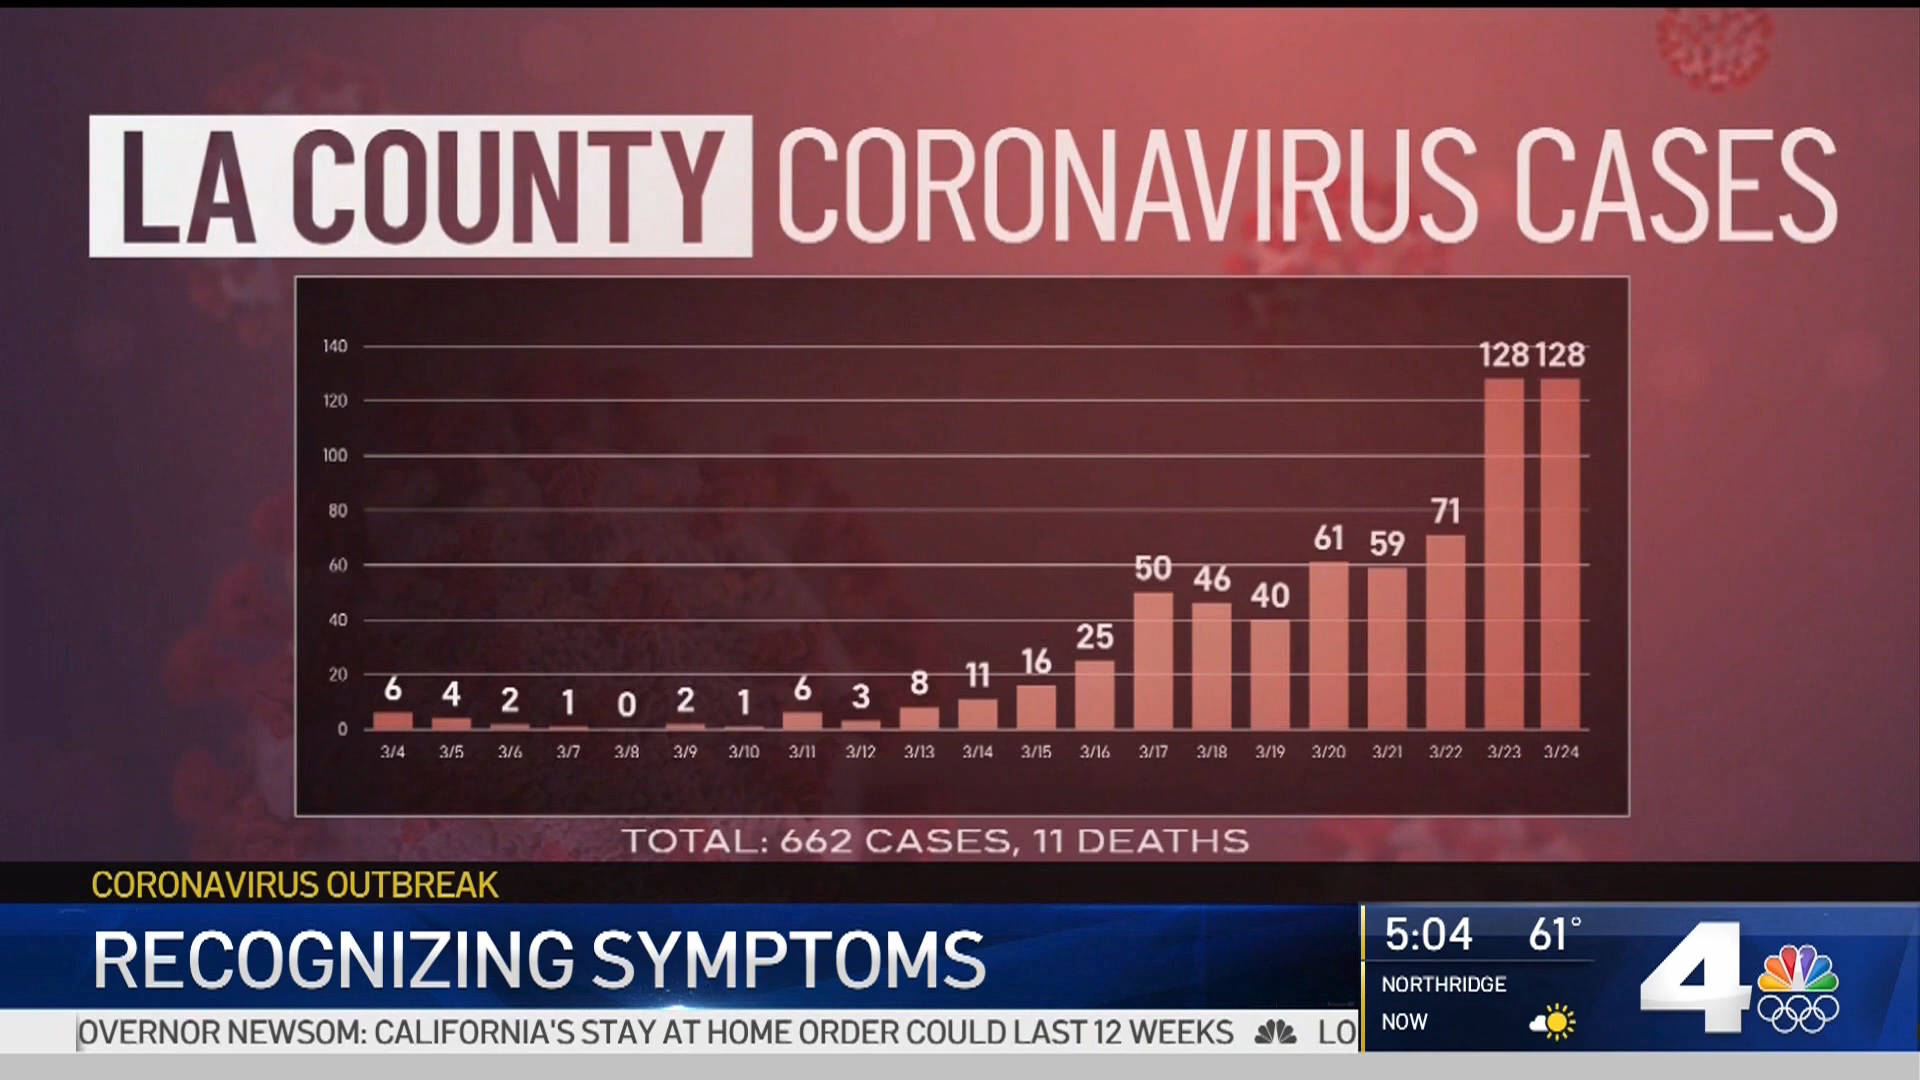 LA COUNTY CORONAVIRUS CASES
140
120
100
80
60
40
20
0
128 128
71
61 59
50 46 40
25
16
11
8
6 4 2 1 0 2 1 6 3
3/4 3/5 3/6 3/7 3/8 3/9 3/10 3/11 3/12 3/13 3/14 3/15 3/16 3/17 3/18 3/19 3/20 3/21 3/22 3/23 3/24
TOTAL: 662 CASES, 11 DEATHS
CORONAVIRUS OUTBREAK
RECOGNIZING SYMPTOMS
5:04 61°
NORTHRIDGE
NOW
4
OVERNOR NEWSOM: CALIFORNIA'S STAY AT HOME ORDER COULD LAST 12 WEEKS LO